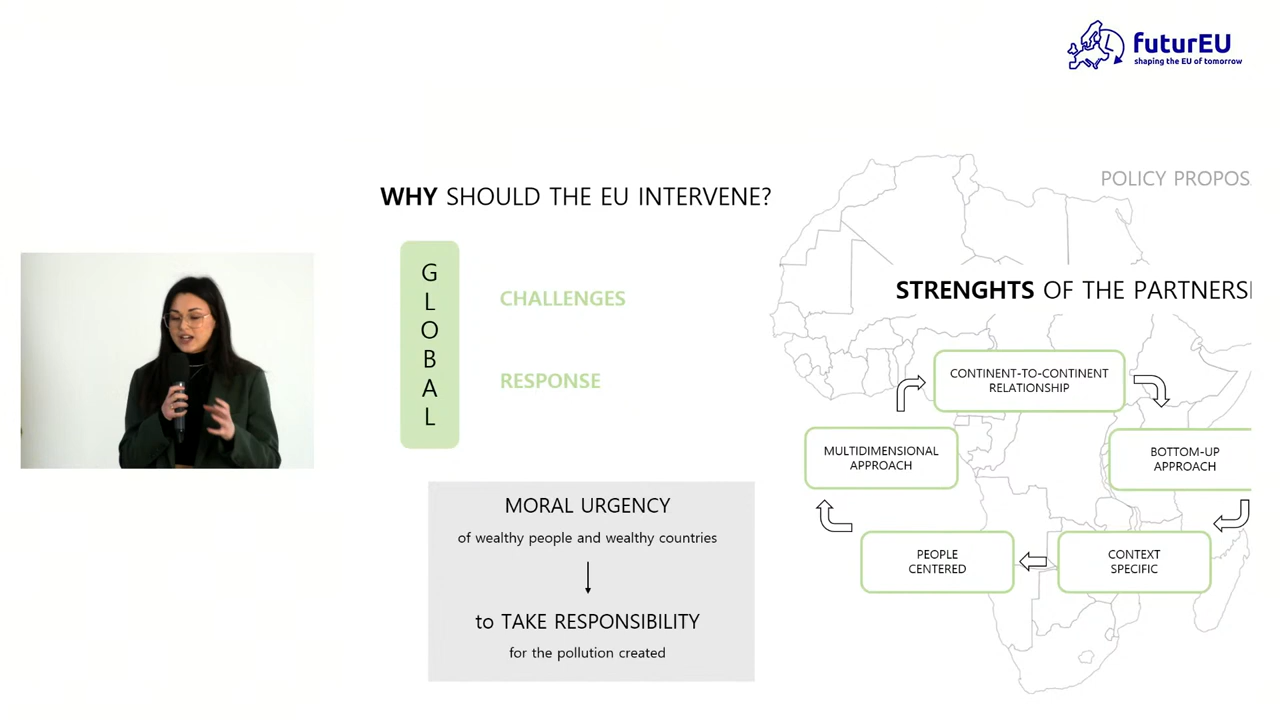 futurEU
shaping the EU of tomorrow
WHY SHOULD THE EU INTERVENE?
G
L
O
B
A
L
CHALLENGES
RESPONSE
MORAL URGENCY
of wealthy people and wealthy countries
to TAKE RESPONSIBILITY
for the pollution created
POLICY PROPOS
STRENGHTS OF THE PARTNERSI
CONTINENT-TO-CONTINENT
RELATIONSHIP
MULTIDIMENSIONAL
APPROACH
BOTTOM-UP
APPROACH
PEOPLE
CENTERED
CONTEXT
SPECIFIC